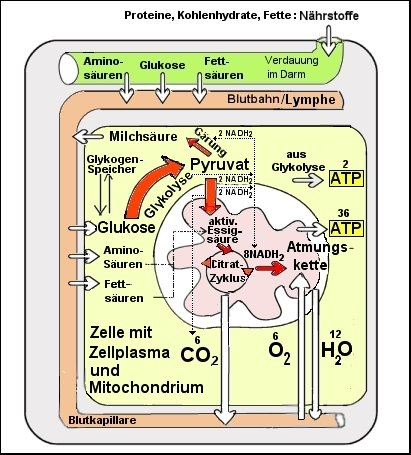 Proteine, Kohlenhydrate, Fette: Nährstoffe
Amino-
säuren
Glukose
Fett-
säuren
Verdauung
im Darm
Blutbahn/Lymphe
Milchsäure
Gärung
2 NADH2
Glykogen-
Speicher
Pyruvat
aus
Glykolyse
2
ATP
2 NADH2
2 NADH2
Glykolyse
36
ATP
Glukose
aktiv.
Essig-
säure
Atmungs-
kette
Amino-
Säuren
8NADH2
Citrat-
Zyklus
Fett-
säuren
Zelle mit
Zellplasma
und
Mitochondrium
6
CO2
6
O2
12
H2O
Blutkapillare